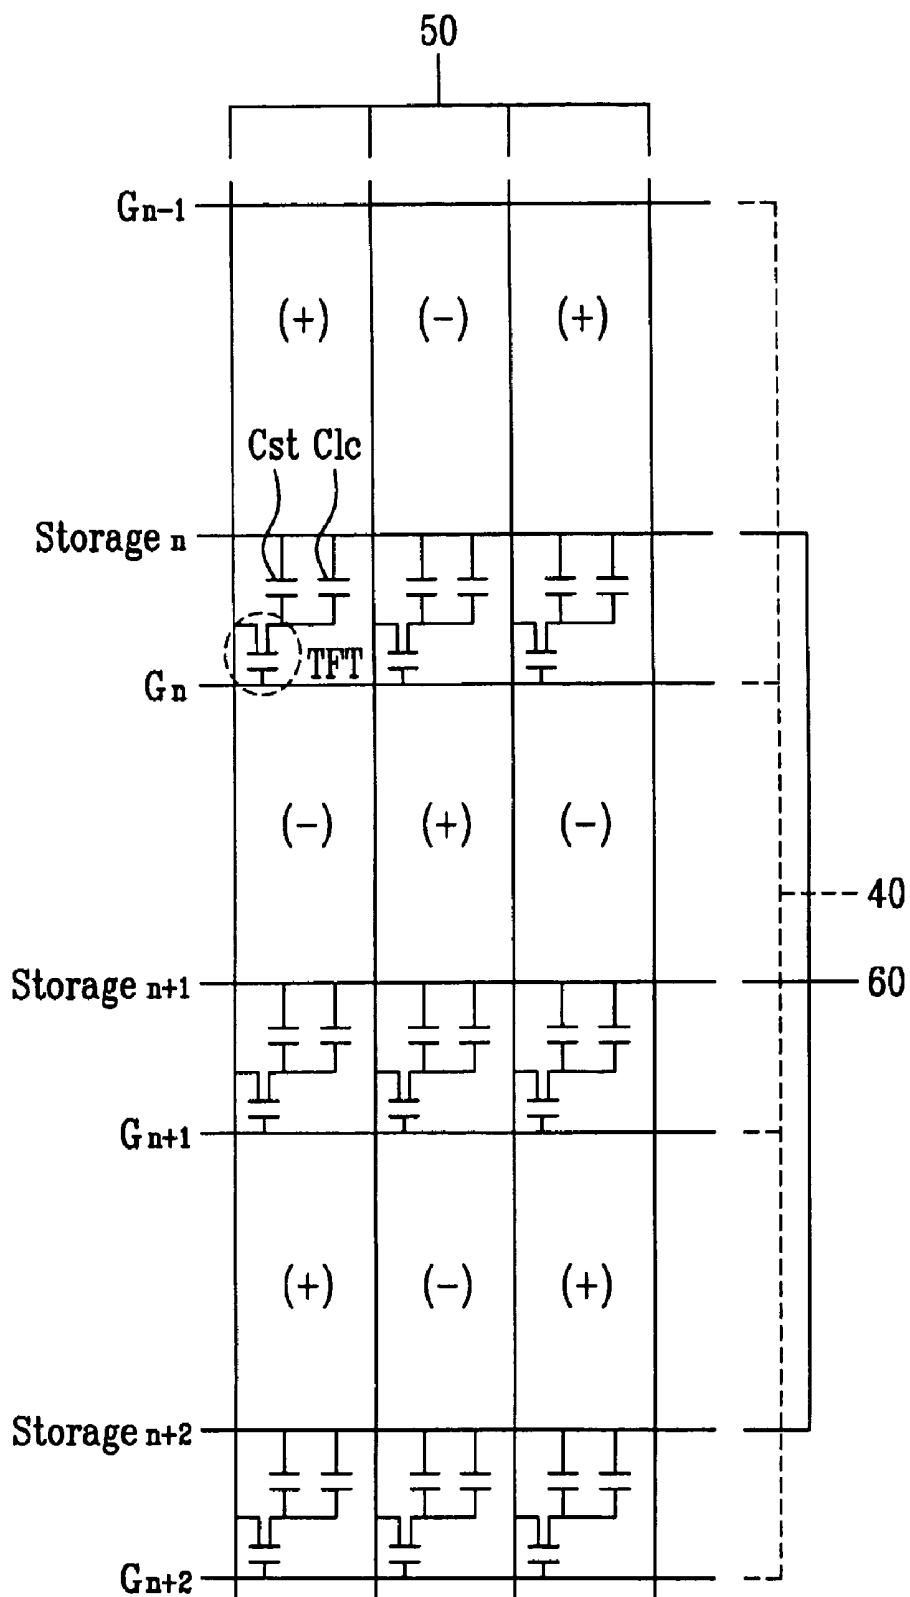 50
Gn-1
(+) (-) (+)
Cst Clc
Storage n
TFT
Gn
(-) (+) (-)
40
Storage n+1
60
Gn+1
(+) (-) (+)
Storage n+2
Gn+2